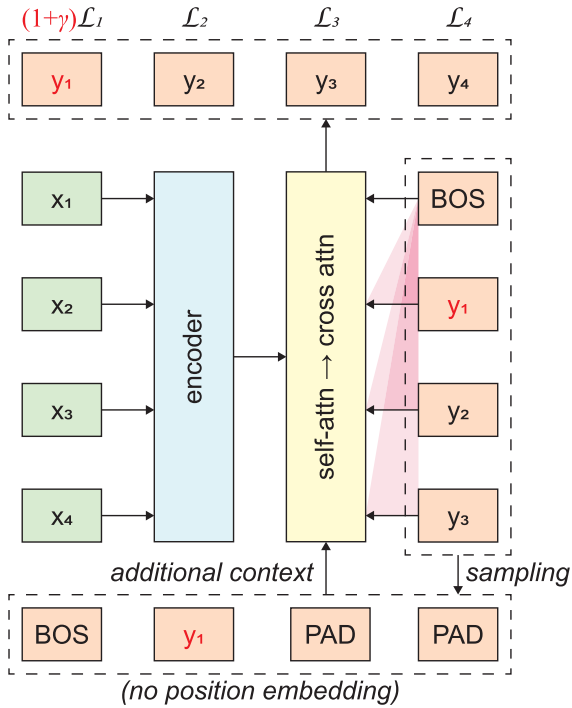 (1+γ)ℒ₁ ℒ₂ ℒ₃ ℒ₄
y₁ y₂ y₃ y₄
x₁ BOS
x₂ y₁
x₃ y₂
x₄ y₃
encoder
self-attn → cross attn
additional context sampling
BOS y₁ PAD PAD
(no position embedding)